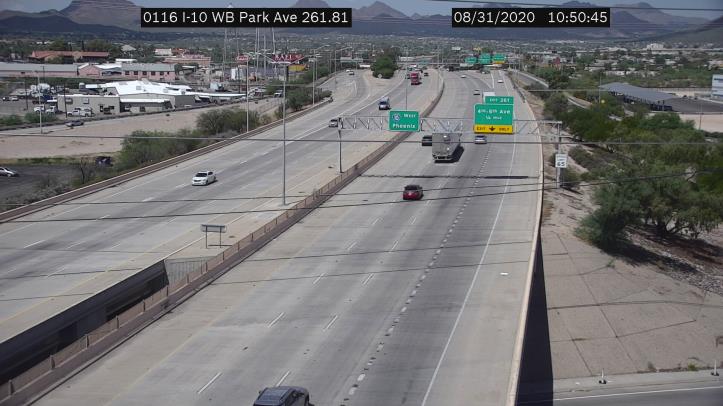 0116 I-10 WB Park Ave 261.81
08/31/2020 10:50:45
10 West
Phoenix
EXIT 261
4th, 6th Ave
EXIT ONLY
65